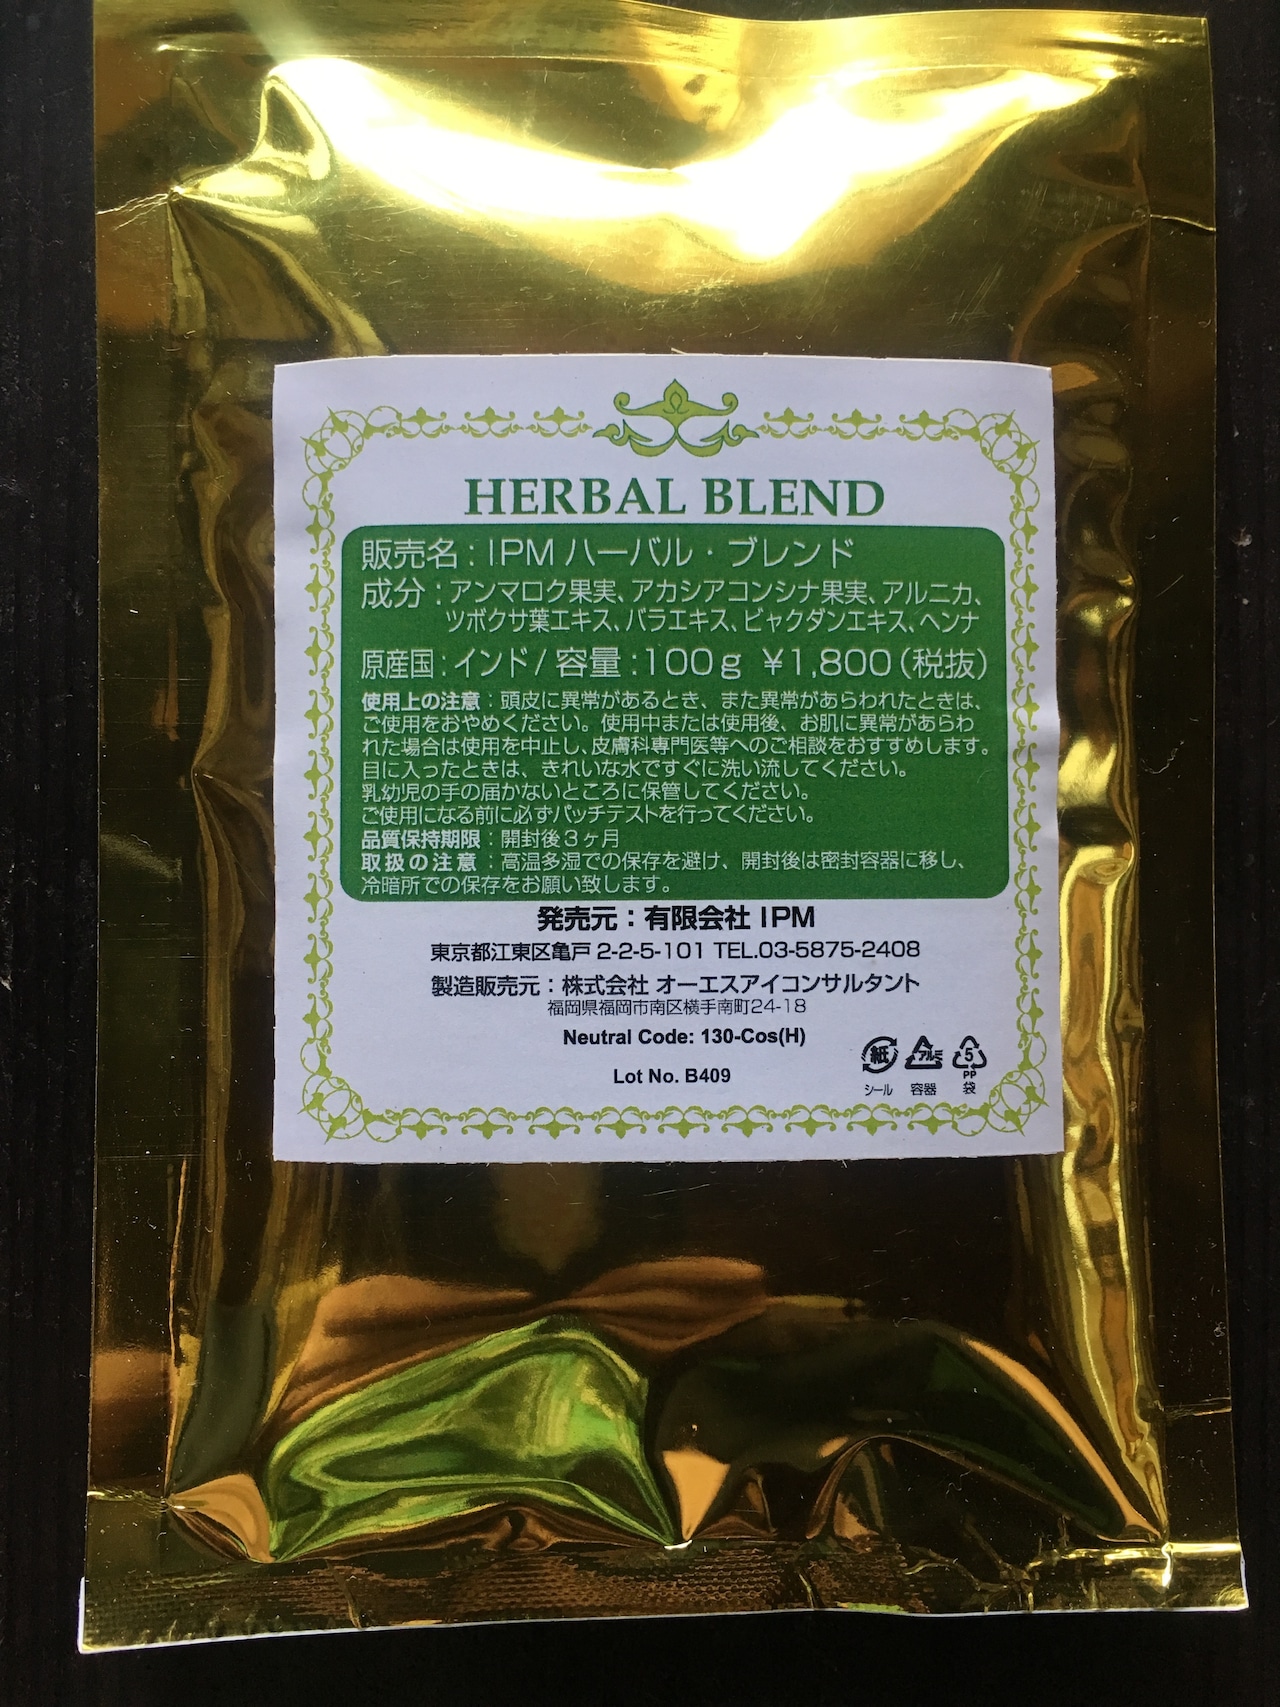 HERBAL BLEND
販売名：IPM ハーバル・ブレンド
成分：アンマロク果実、アカシアコンシナ果実、アルニカ、
ツボクサ葉エキス、バラエキス、ビャクダンエキス、ヘンナ
原産国：インド/ 容量：100g ¥1,800（税抜）
使用上の注意：頭皮に異常があるとき、また異常があらわれたときは、
ご使用をおやめください。使用中または使用後、お肌に異常があらわ
れた場合は使用を中止し、皮膚科専門医等へのご相談をおすすめします。
目に入ったときは、きれいな水ですぐに洗い流してください。
乳幼児の手の届かないところに保管してください。
ご使用になる前に必ずパッチテストを行ってください。
品質保持期限：開封後3ヶ月
取扱の注意：高温多湿での保存を避け、開封後は密封容器に移し、
冷暗所での保存をお願い致します。
発売元：有限会社 IPM
東京都江東区亀戸 2-2-5-101 TEL.03-5875-2408
製造販売元：株式会社 オーエスアイコンサルタント
福岡県福岡市南区横手南町24-18
Neutral Code: 130-Cos(H)
Lot No. B409
紙 アルミ 5
PP
シール 容器 袋